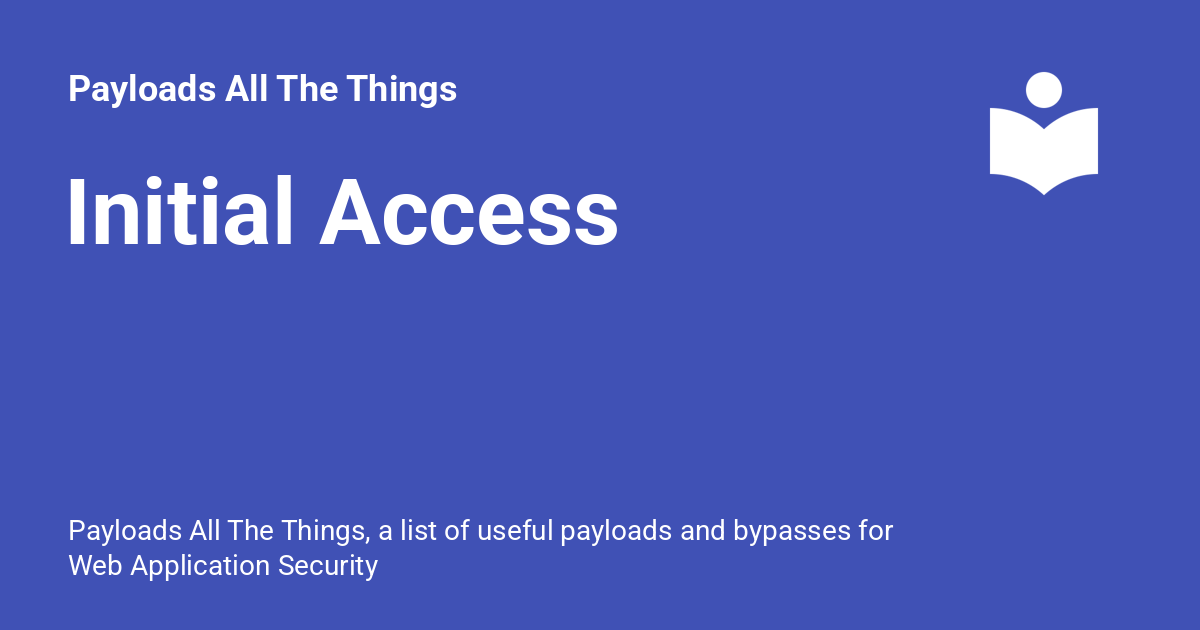 Payloads All The Things
Initial Access
Payloads All The Things, a list of useful payloads and bypasses for
Web Application Security